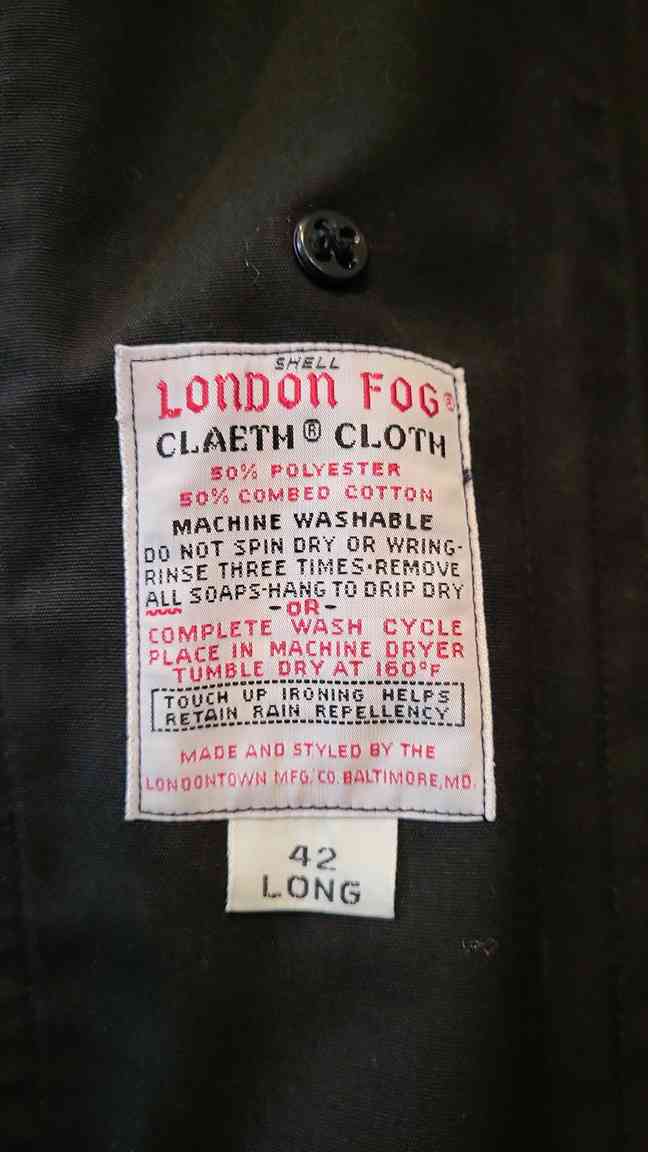 SHELL
LONDON FOG®
CLAETH® CLOTH
50% POLYESTER
50% COMBED COTTON
MACHINE WASHABLE
DO NOT SPIN DRY OR WRING-
RINSE THREE TIMES·REMOVE
ALL SOAPS-HANG TO DRIP DRY
-OR-
COMPLETE WASH CYCLE
PLACE IN MACHINE DRYER
TUMBLE DRY AT 160°F
TOUCH UP IRONING HELPS
RETAIN RAIN REPELLENCY
MADE AND STYLED BY THE
LONDONTOWN MFG. CO. BALTIMORE, MD.
42
LONG